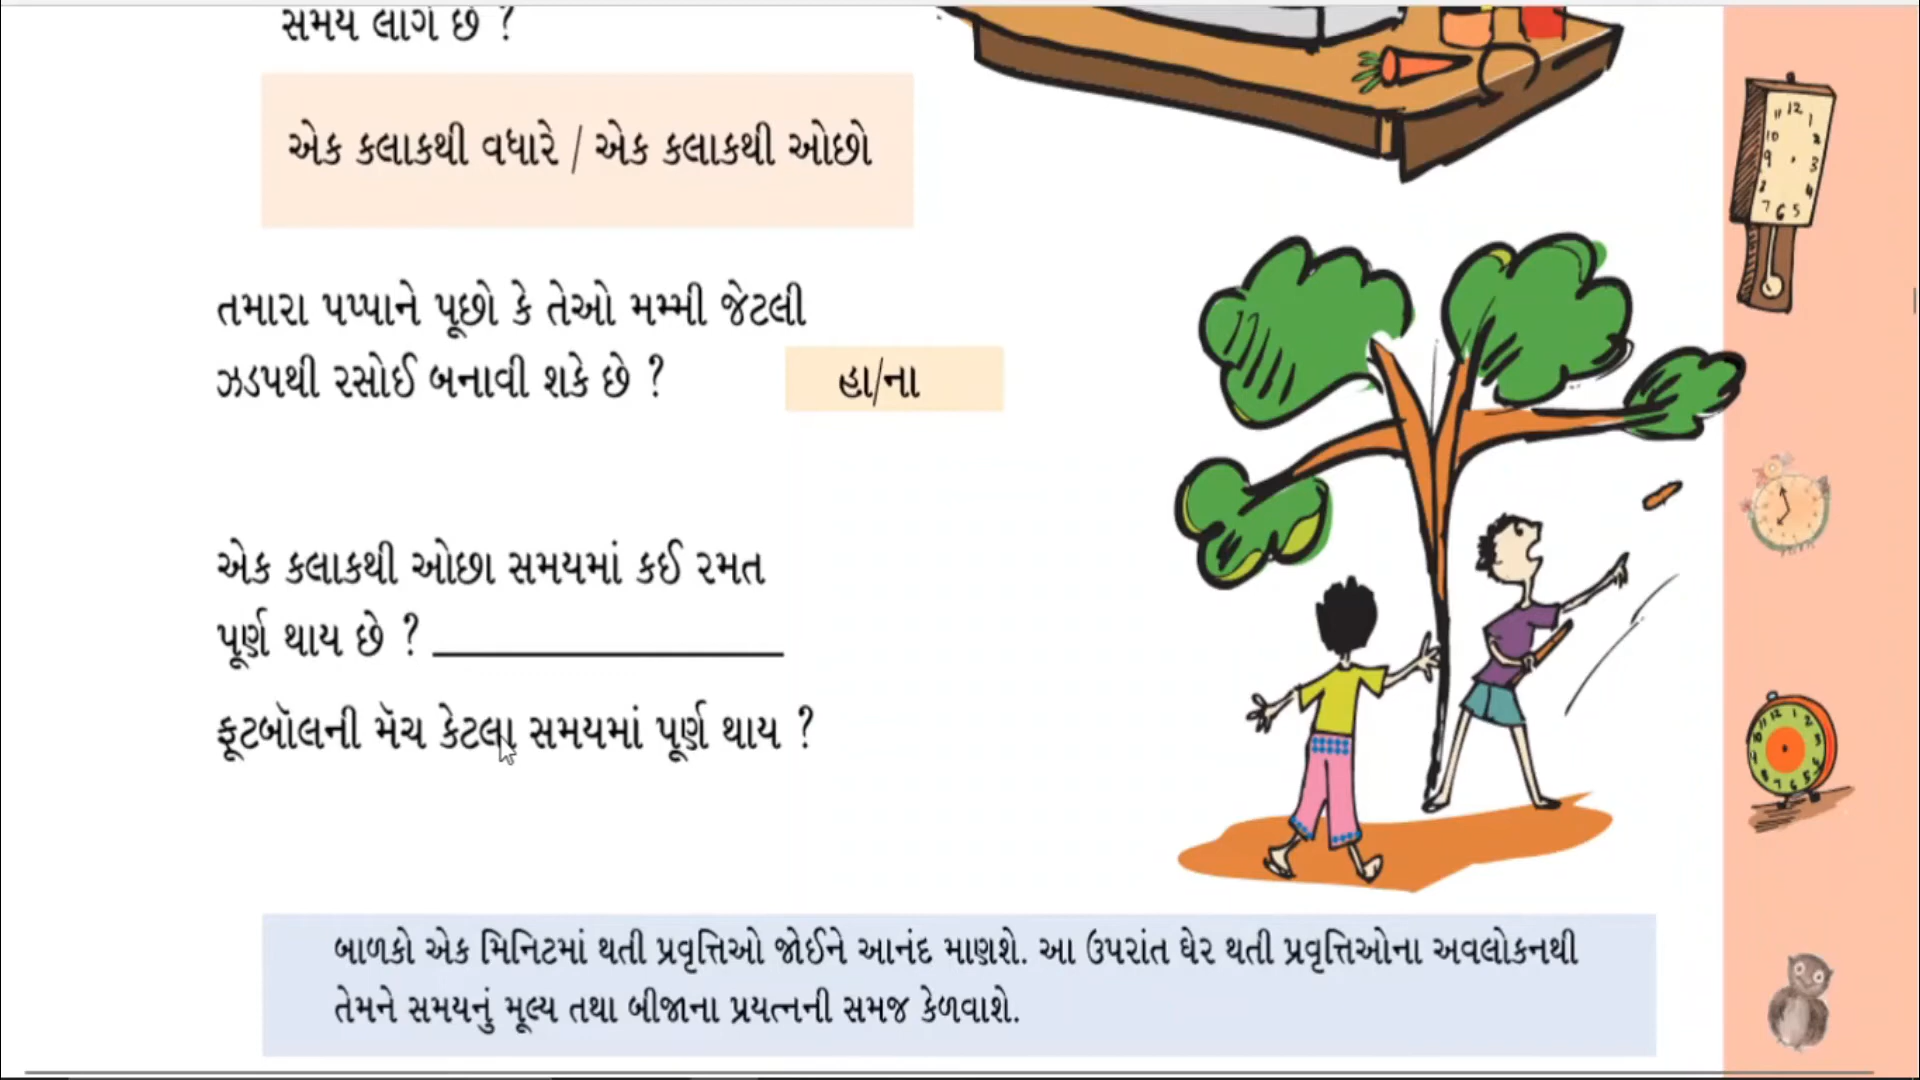 સમય લાગે છે ?
એક કલાકથી વધારે / એક કલાકથી ઓછો
તમારા પપ્પાને પૂછો કે તેઓ મમ્મી જેટલી
ઝડપથી રસોઈ બનાવી શકે છે ?
હા/ના
એક કલાકથી ઓછા સમયમાં કઈ રમત
પૂર્ણ થાય છે ?
ફૂટબૉલની મૅચ કેટલા સમયમાં પૂર્ણ થાય ?
બાળકો એક મિનિટમાં થતી પ્રવૃત્તિઓ જોઈને આનંદ માણશે. આ ઉપરાંત ઘેર થતી પ્રવૃત્તિઓના અવલોકનથી
તેમને સમયનું મૂલ્ય તથા બીજાના પ્રયત્નની સમજ કેળવાશે.